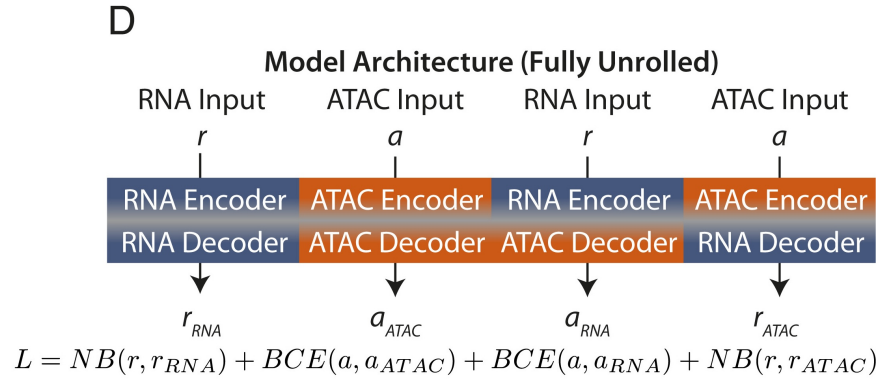 D
Model Architecture (Fully Unrolled)
RNA Input ATAC Input RNA Input ATAC Input
r a r a
RNA Encoder ATAC Encoder RNA Encoder ATAC Encoder
RNA Decoder ATAC Decoder ATAC Decoder RNA Decoder
r_RNA a_ATAC a_RNA r_ATAC
L = NB(r, r_RNA) + BCE(a, a_ATAC) + BCE(a, a_RNA) + NB(r, r_ATAC)